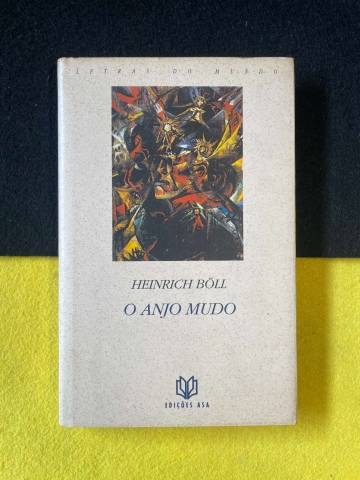 LETRAS DO MUNDO
HEINRICH BÖLL
O ANJO MUDO
EDIÇÕES ASA